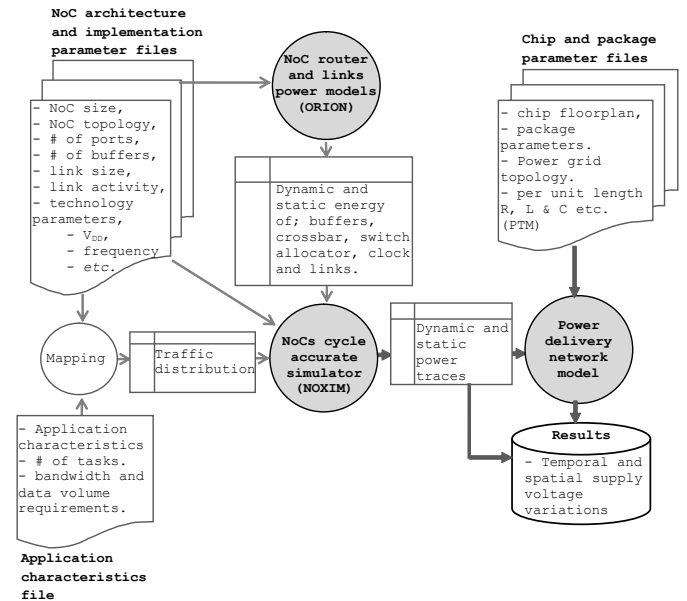 NoC architecture
and implementation
parameter files
- NoC size,
- NoC topology,
- # of ports,
- # of buffers,
- link size,
- link activity,
- technology
parameters,
- VDD,
- frequency
- etc.
NoC router
and links
power models
(ORION)
Chip and package
parameter files
- chip floorplan,
- package
parameters.
- Power grid
topology.
- per unit length
R, L & C etc.
(PTM)
Dynamic and
static energy
of; buffers,
crossbar, switch
allocator, clock
and links.
Mapping
Traffic
distribution
NoCs cycle
accurate
simulator
(NOXIM)
Dynamic and
static
power
traces
Power
delivery
network
model
- Application
characteristics
- # of tasks.
- bandwidth and
data volume
requirements.
Application
characteristics
file
Results
- Temporal and
spatial supply
voltage
variations